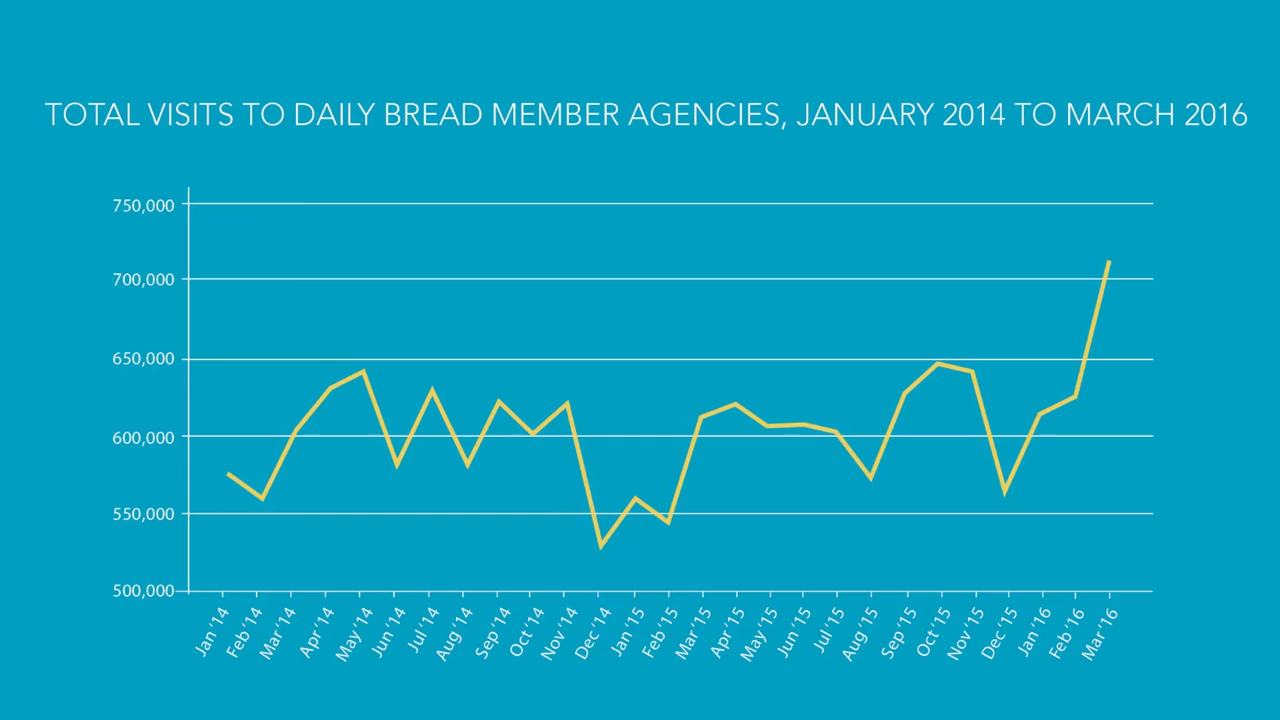 TOTAL VISITS TO DAILY BREAD MEMBER AGENCIES, JANUARY 2014 TO MARCH 2016
750,000
700,000
650,000
600,000
550,000
500,000
Jan ‘14
Feb ‘14
Mar ‘14
Apr ‘14
May ‘14
Jun ‘14
Jul ‘14
Aug ‘14
Sep ‘14
Oct ‘14
Nov ‘14
Dec ‘14
Jan ‘15
Feb ‘15
Mar ‘15
Apr ‘15
May ‘15
Jun ‘15
Jul ‘15
Aug ‘15
Sep ‘15
Oct ‘15
Nov ‘15
Dec ‘15
Jan ‘16
Feb ‘16
Mar ‘16